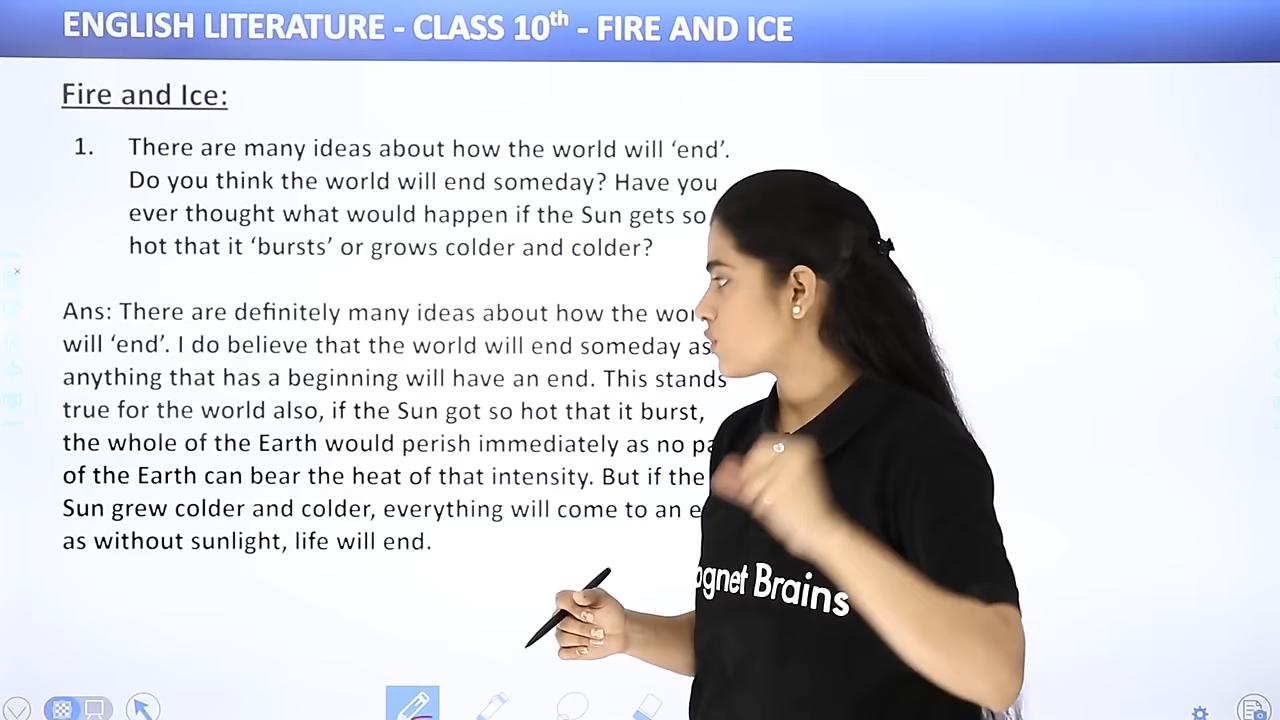 ENGLISH LITERATURE - CLASS 10th - FIRE AND ICE
Fire and Ice:
1. There are many ideas about how the world will ‘end’.
Do you think the world will end someday? Have you
ever thought what would happen if the Sun gets so
hot that it ‘bursts’ or grows colder and colder?
Ans: There are definitely many ideas about how the
will ‘end’. I do believe that the world will end someday as
anything that has a beginning will have an end. This stands
true for the world also, if the Sun got so hot that it burst,
the whole of the Earth would perish immediately as no
of the Earth can bear the heat of that intensity. But if the
Sun grew colder and colder, everything will come to an
as without sunlight, life will end.
Brains